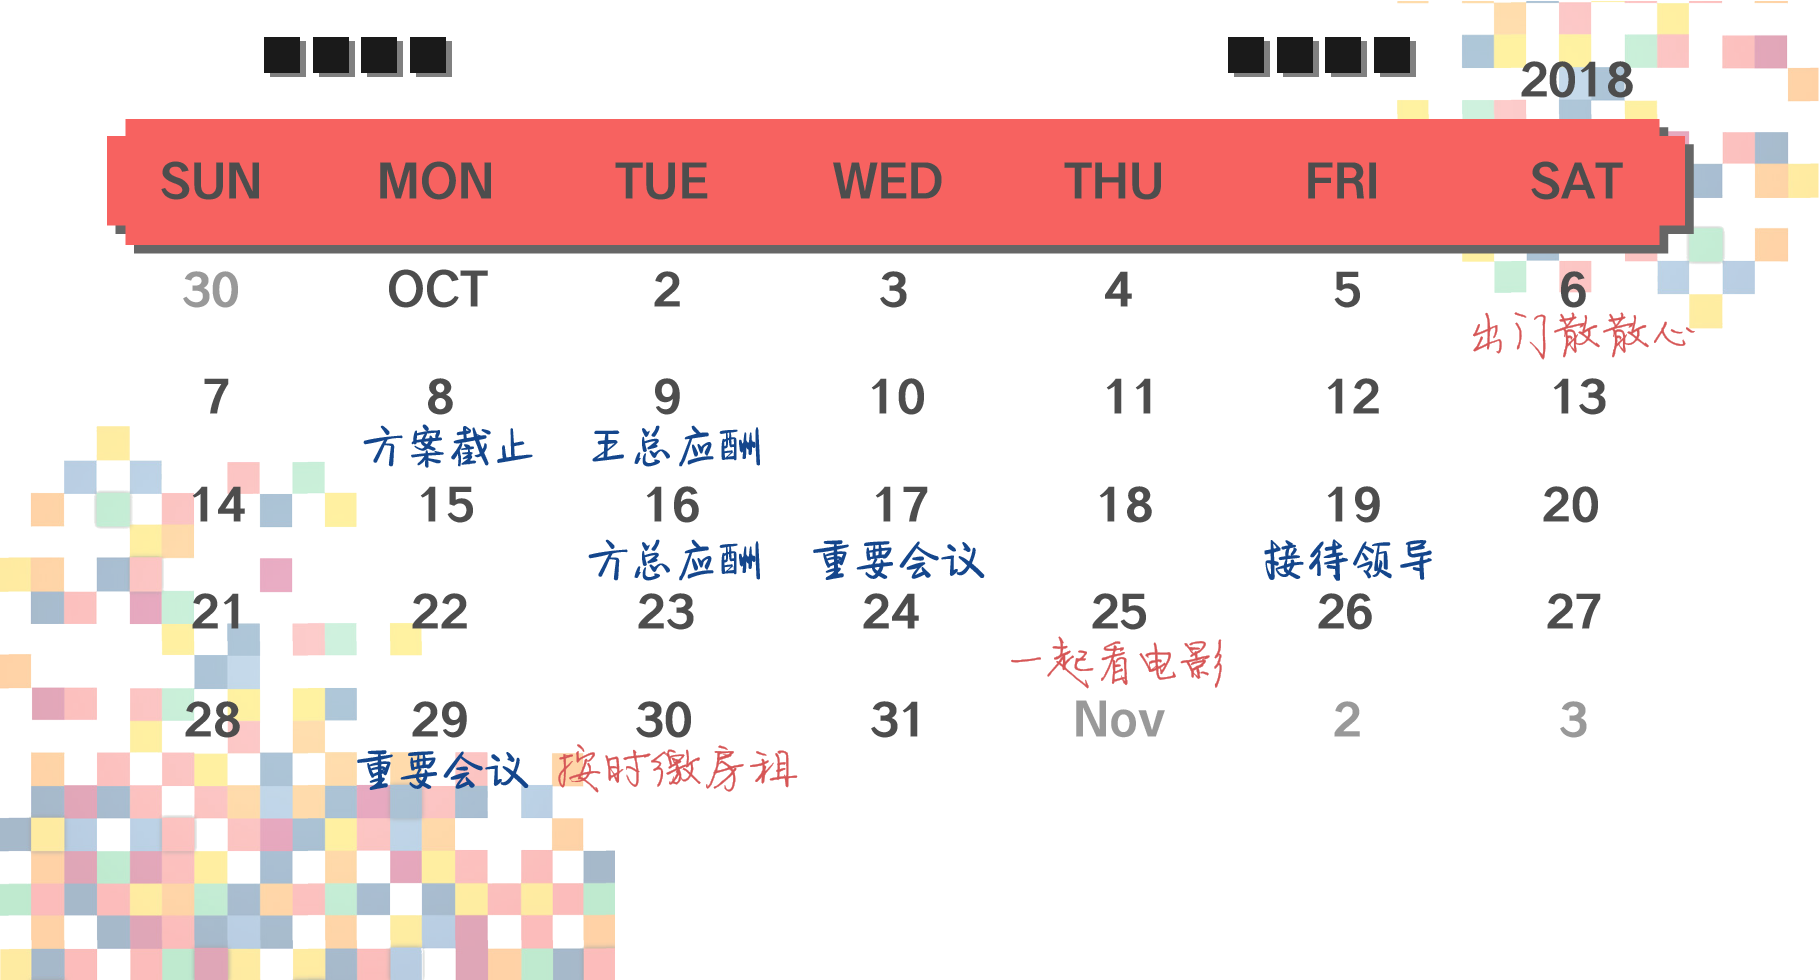 2018
SUN MON TUE WED THU FRI SAT
30 OCT 2 3 4 5 6
出门散散心
7 8 9 10 11 12 13
方案截止 王总应酬
14 15 16 17 18 19 20
方总应酬 重要会议 接待领导
21 22 23 24 25 26 27
一起看电影
28 29 30 31 Nov 2 3
重要会议 按时缴房租